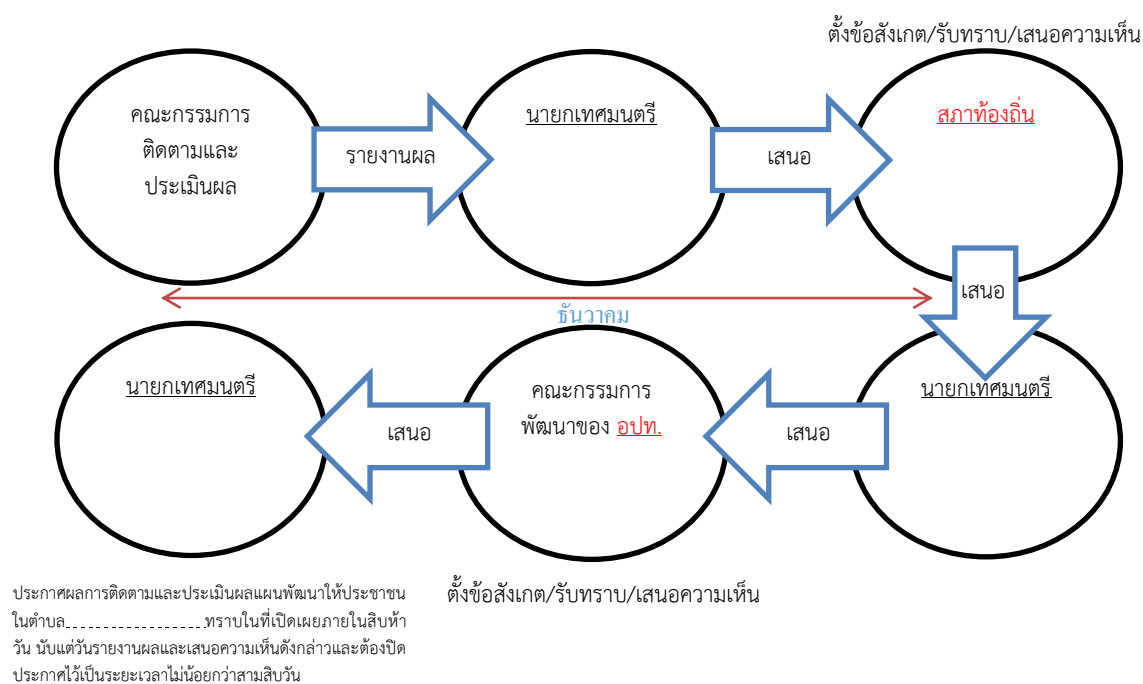 ตั้งข้อสังเกต/รับทราบ/เสนอความเห็น
คณะกรรมการ
ติดตามและ
ประเมินผล
รายงานผล
นายกเทศมนตรี
เสนอ
สภาท้องถิ่น
เสนอ
ธันวาคม
นายกเทศมนตรี
เสนอ
คณะกรรมการ
พัฒนาของ อปท.
เสนอ
นายกเทศมนตรี
ตั้งข้อสังเกต/รับทราบ/เสนอความเห็น
ประกาศผลการติดตามและประเมินผลแผนพัฒนาให้ประชาชน
ในตำบล..................ทราบในที่เปิดเผยภายในสิบห้า
วัน นับแต่วันรายงานผลและเสนอความเห็นดังกล่าวและต้องปิด
ประกาศไว้เป็นระยะเวลาไม่น้อยกว่าสามสิบวัน